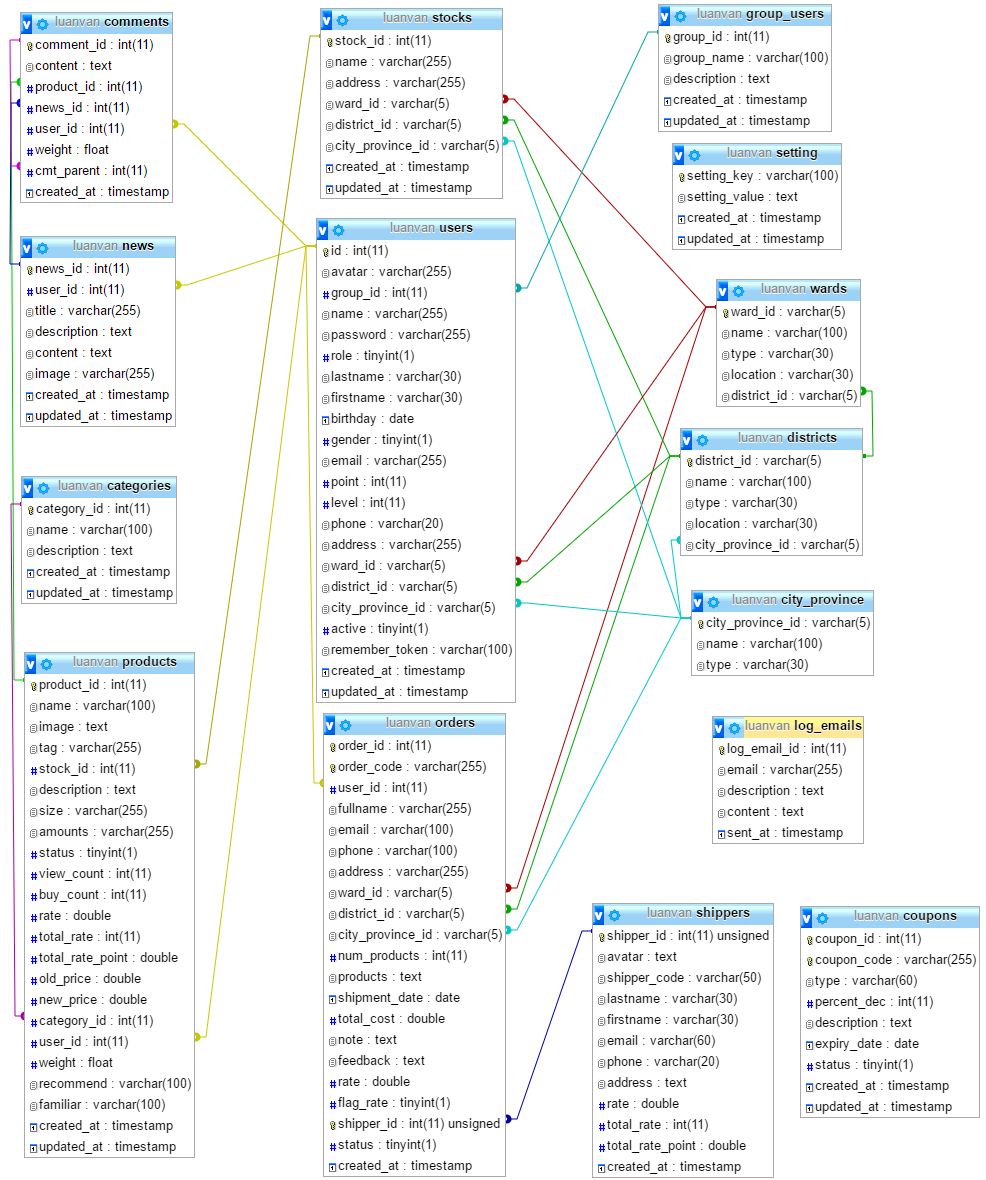 luanvan comments
comment_id : int(11)
content : text
product_id : int(11)
news_id : int(11)
user_id : int(11)
weight : float
cmt_parent : int(11)
created_at : timestamp
luanvan news
news_id : int(11)
user_id : int(11)
title : varchar(255)
description : text
content : text
image : varchar(255)
created_at : timestamp
updated_at : timestamp
luanvan categories
category_id : int(11)
name : varchar(100)
description : text
created_at : timestamp
updated_at : timestamp
luanvan products
product_id : int(11)
name : varchar(100)
image : text
tag : varchar(255)
stock_id : int(11)
description : text
size : varchar(255)
amounts : varchar(255)
status : tinyint(1)
view_count : int(11)
buy_count : int(11)
rate : double
total_rate : int(11)
total_rate_point : double
old_price : double
new_price : double
category_id : int(11)
user_id : int(11)
weight : float
recommend : varchar(100)
familiar : varchar(100)
created_at : timestamp
updated_at : timestamp
luanvan stocks
stock_id : int(11)
name : varchar(255)
address : varchar(255)
ward_id : varchar(5)
district_id : varchar(5)
city_province_id : varchar(5)
created_at : timestamp
updated_at : timestamp
luanvan users
id : int(11)
avatar : varchar(255)
group_id : int(11)
name : varchar(255)
password : varchar(255)
role : tinyint(1)
lastname : varchar(30)
firstname : varchar(30)
birthday : date
gender : tinyint(1)
email : varchar(255)
point : int(11)
level : int(11)
phone : varchar(20)
address : varchar(255)
ward_id : varchar(5)
district_id : varchar(5)
city_province_id : varchar(5)
active : tinyint(1)
remember_token : varchar(100)
created_at : timestamp
updated_at : timestamp
luanvan orders
order_id : int(11)
order_code : varchar(255)
user_id : int(11)
fullname : varchar(255)
email : varchar(100)
phone : varchar(100)
address : varchar(255)
ward_id : varchar(5)
district_id : varchar(5)
city_province_id : varchar(5)
num_products : int(11)
products : text
shipment_date : date
total_cost : double
note : text
feedback : text
rate : double
flag_rate : tinyint(1)
shipper_id : int(11) unsigned
status : tinyint(1)
created_at : timestamp
luanvan group_users
group_id : int(11)
group_name : varchar(100)
description : text
created_at : timestamp
updated_at : timestamp
luanvan setting
setting_key : varchar(100)
setting_value : text
created_at : timestamp
updated_at : timestamp
luanvan wards
ward_id : varchar(5)
name : varchar(100)
type : varchar(30)
location : varchar(30)
district_id : varchar(5)
luanvan districts
district_id : varchar(5)
name : varchar(100)
type : varchar(30)
location : varchar(30)
city_province_id : varchar(5)
luanvan city_province
city_province_id : varchar(5)
name : varchar(100)
type : varchar(30)
luanvan log_emails
log_email_id : int(11)
email : varchar(255)
description : text
content : text
sent_at : timestamp
luanvan shippers
shipper_id : int(11) unsigned
avatar : text
shipper_code : varchar(50)
lastname : varchar(30)
firstname : varchar(30)
email : varchar(60)
phone : varchar(20)
address : text
rate : double
total_rate : int(11)
total_rate_point : double
created_at : timestamp
luanvan coupons
coupon_id : int(11)
coupon_code : varchar(255)
type : varchar(60)
percent_dec : int(11)
description : text
expiry_date : date
status : tinyint(1)
created_at : timestamp
updated_at : timestamp